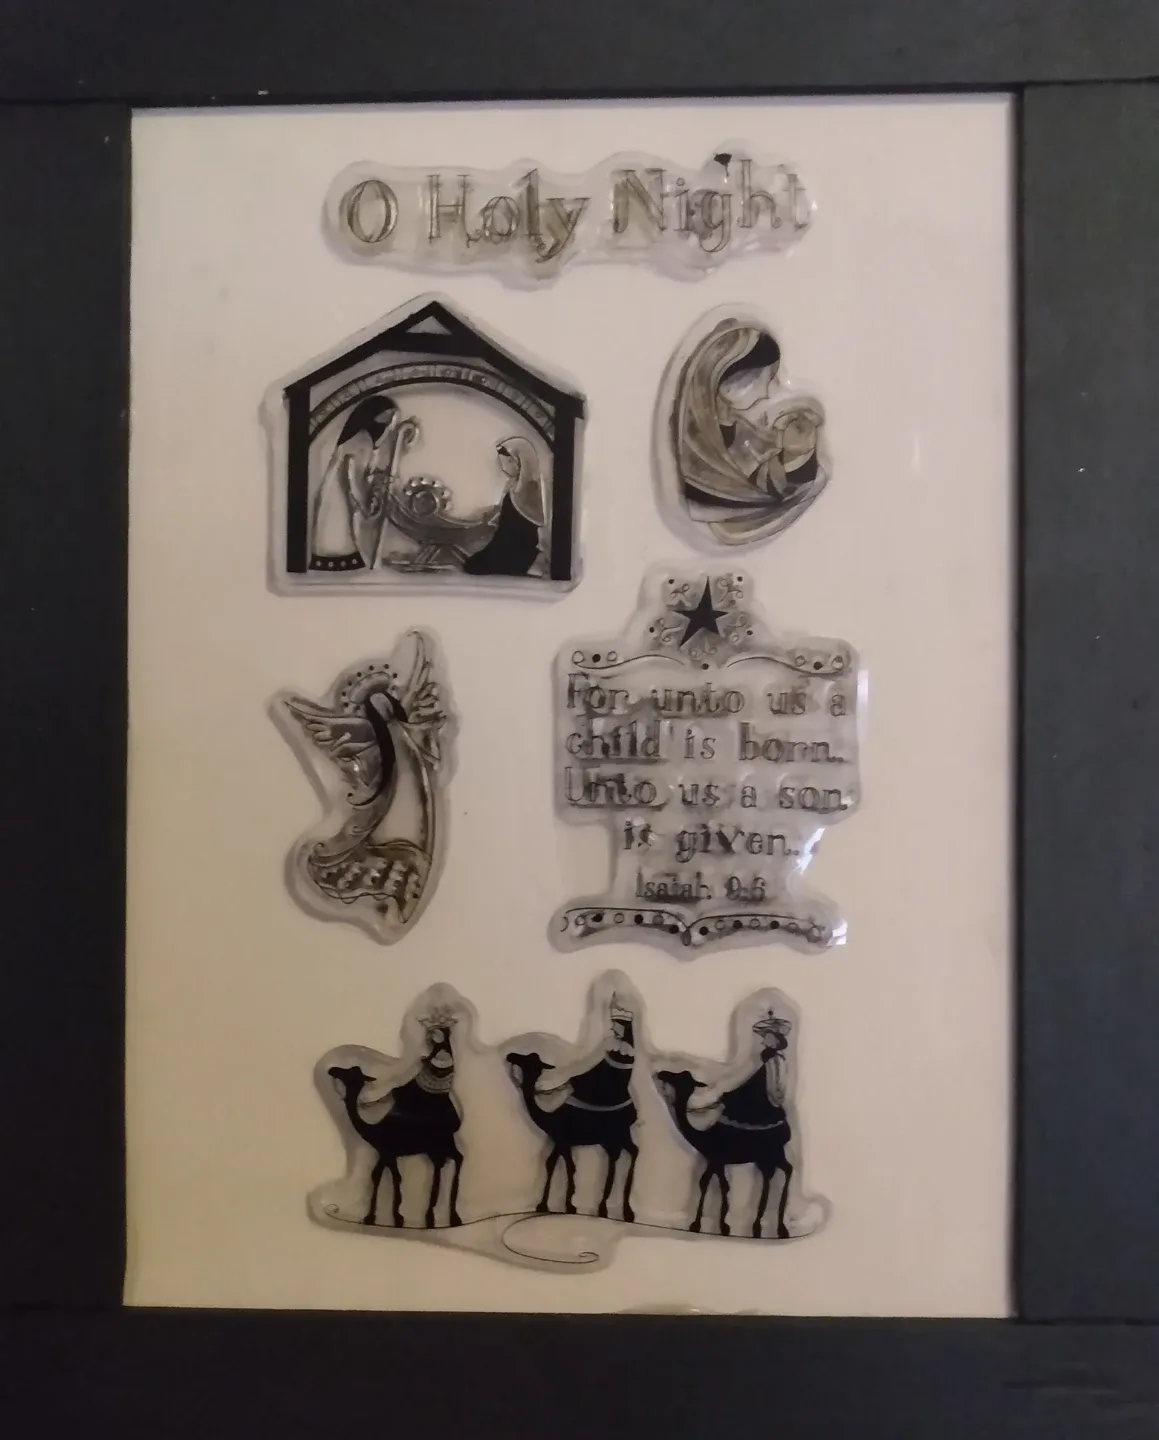 O Holy Night
For unto us a
child is born.
Unto us a son
is given.
Isaiah 9:6